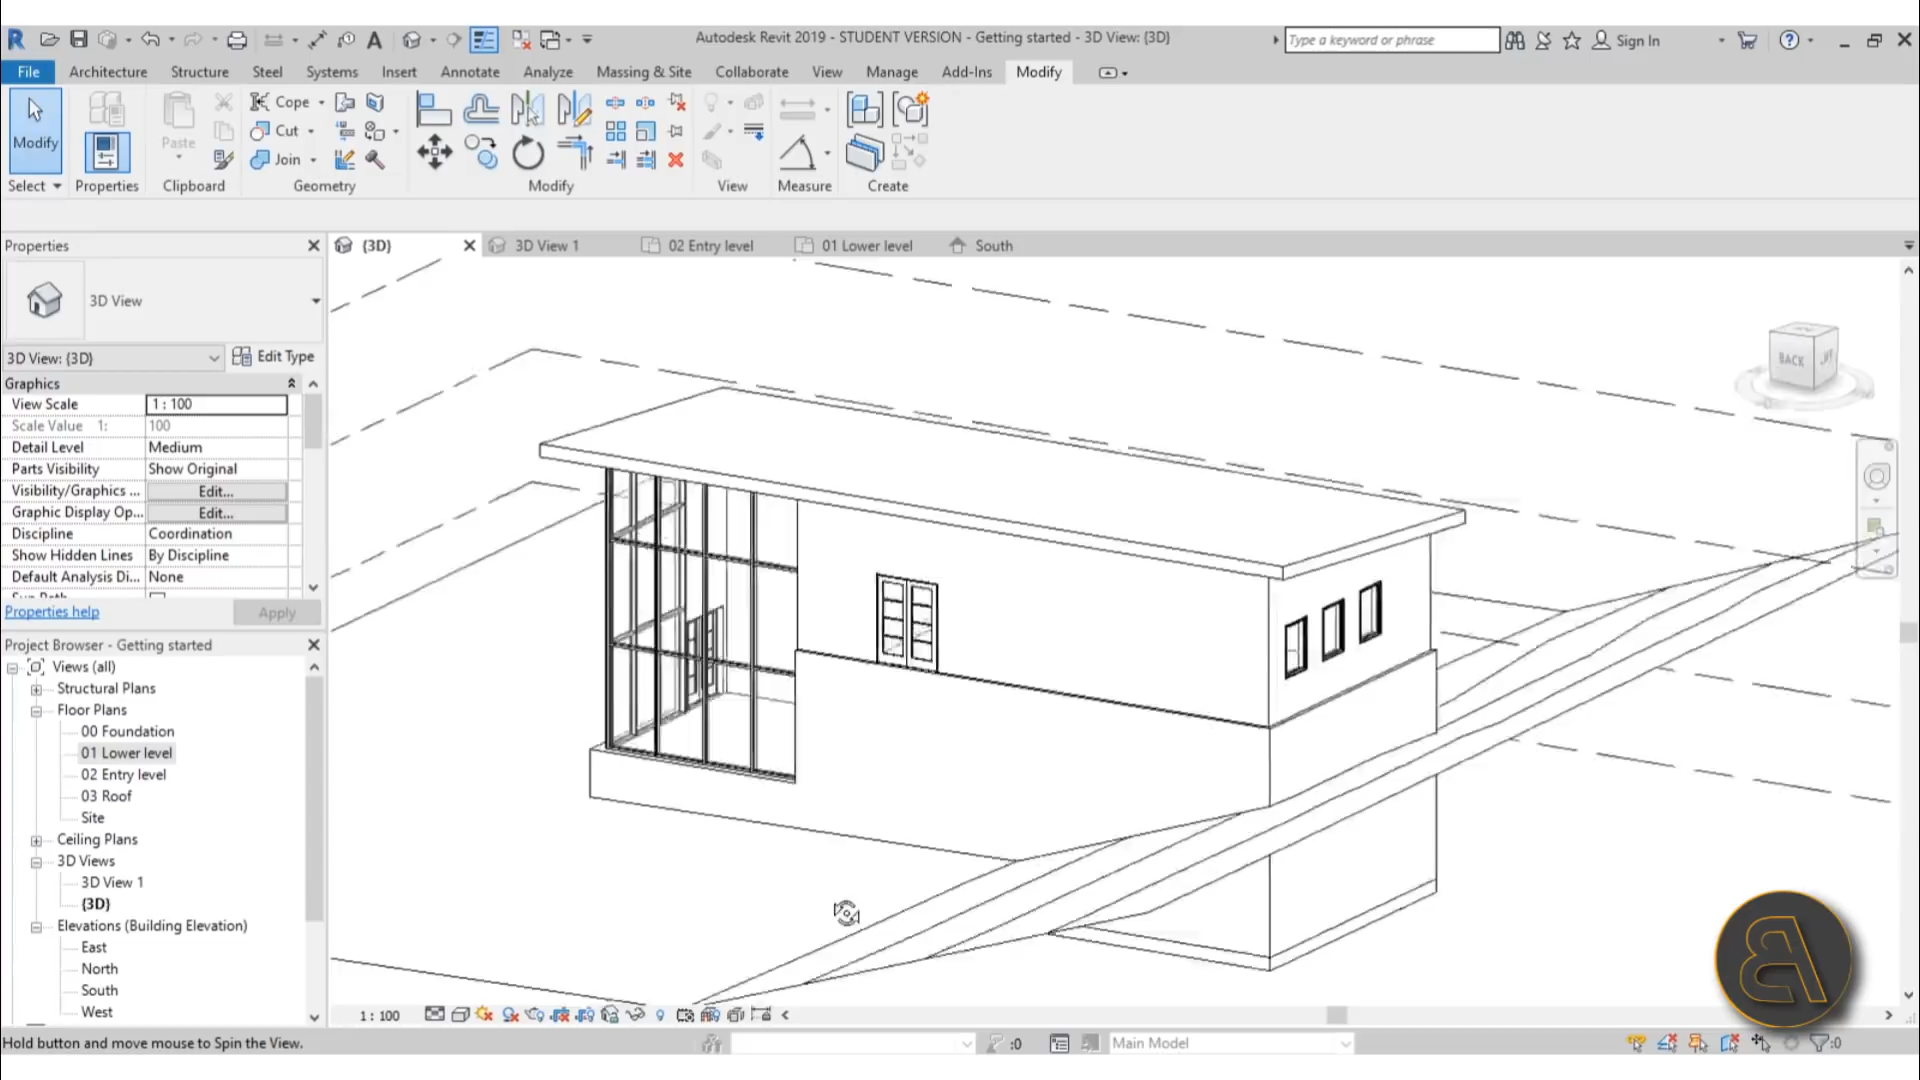 Autodesk Revit 2019 - STUDENT VERSION - Getting started - 3D View: {3D}
Type a keyword or phrase
Sign In
File Architecture Structure Steel Systems Insert Annotate Analyze Massing & Site Collaborate View Manage Add-Ins Modify
Modify
Paste
Cope
Cut
Join
Select Properties Clipboard Geometry Modify View Measure Create
Properties
{3D} 3D View 1 02 Entry level 01 Lower level South
3D View
3D View: {3D} Edit Type
Graphics
View Scale 1 : 100
Scale Value 1: 100
Detail Level Medium
Parts Visibility Show Original
Visibility/Graphics ... Edit...
Graphic Display Op... Edit...
Discipline Coordination
Show Hidden Lines By Discipline
Default Analysis Di... None
Properties help Apply
BACK
Project Browser - Getting started
Views (all)
Structural Plans
Floor Plans
00 Foundation
01 Lower level
02 Entry level
03 Roof
Site
Ceiling Plans
3D Views
3D View 1
{3D}
Elevations (Building Elevation)
East
North
South
West
1 : 100
Hold button and move mouse to Spin the View.
:0
Main Model
:0